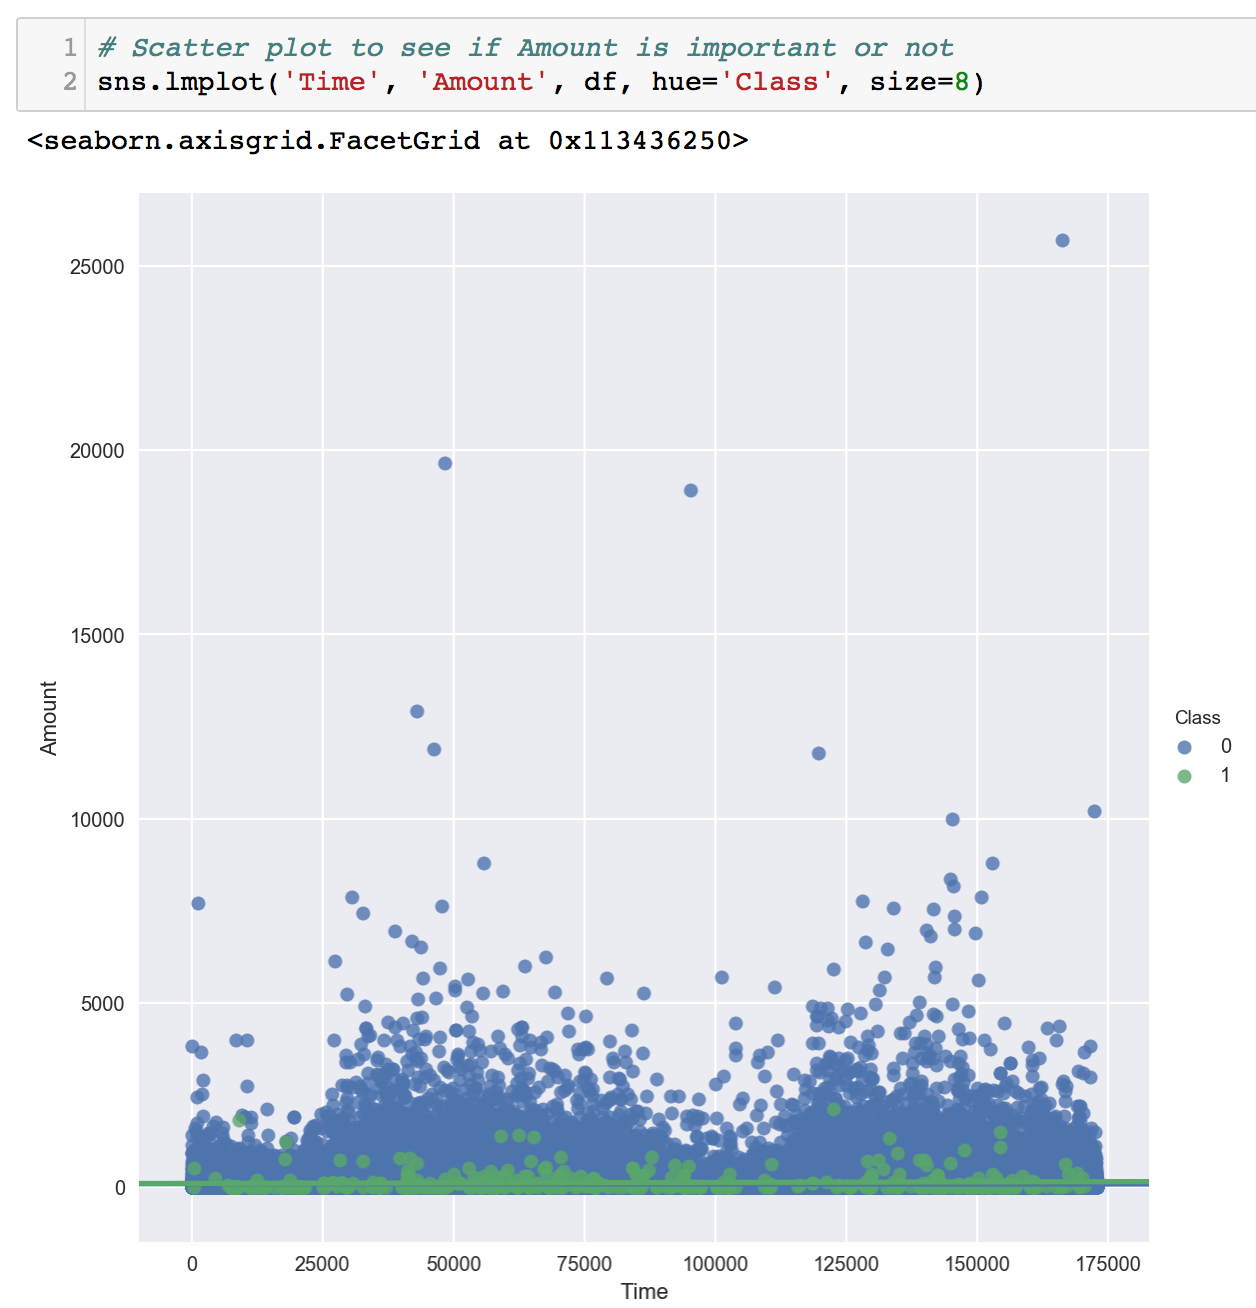 1 # Scatter plot to see if Amount is important or not
2 sns.lmplot('Time', 'Amount', df, hue='Class', size=8)
<seaborn.axisgrid.FacetGrid at 0x113436250>
25000
20000
15000
10000
5000
0
Amount
Class
0
1
0 25000 50000 75000 100000 125000 150000 175000
Time